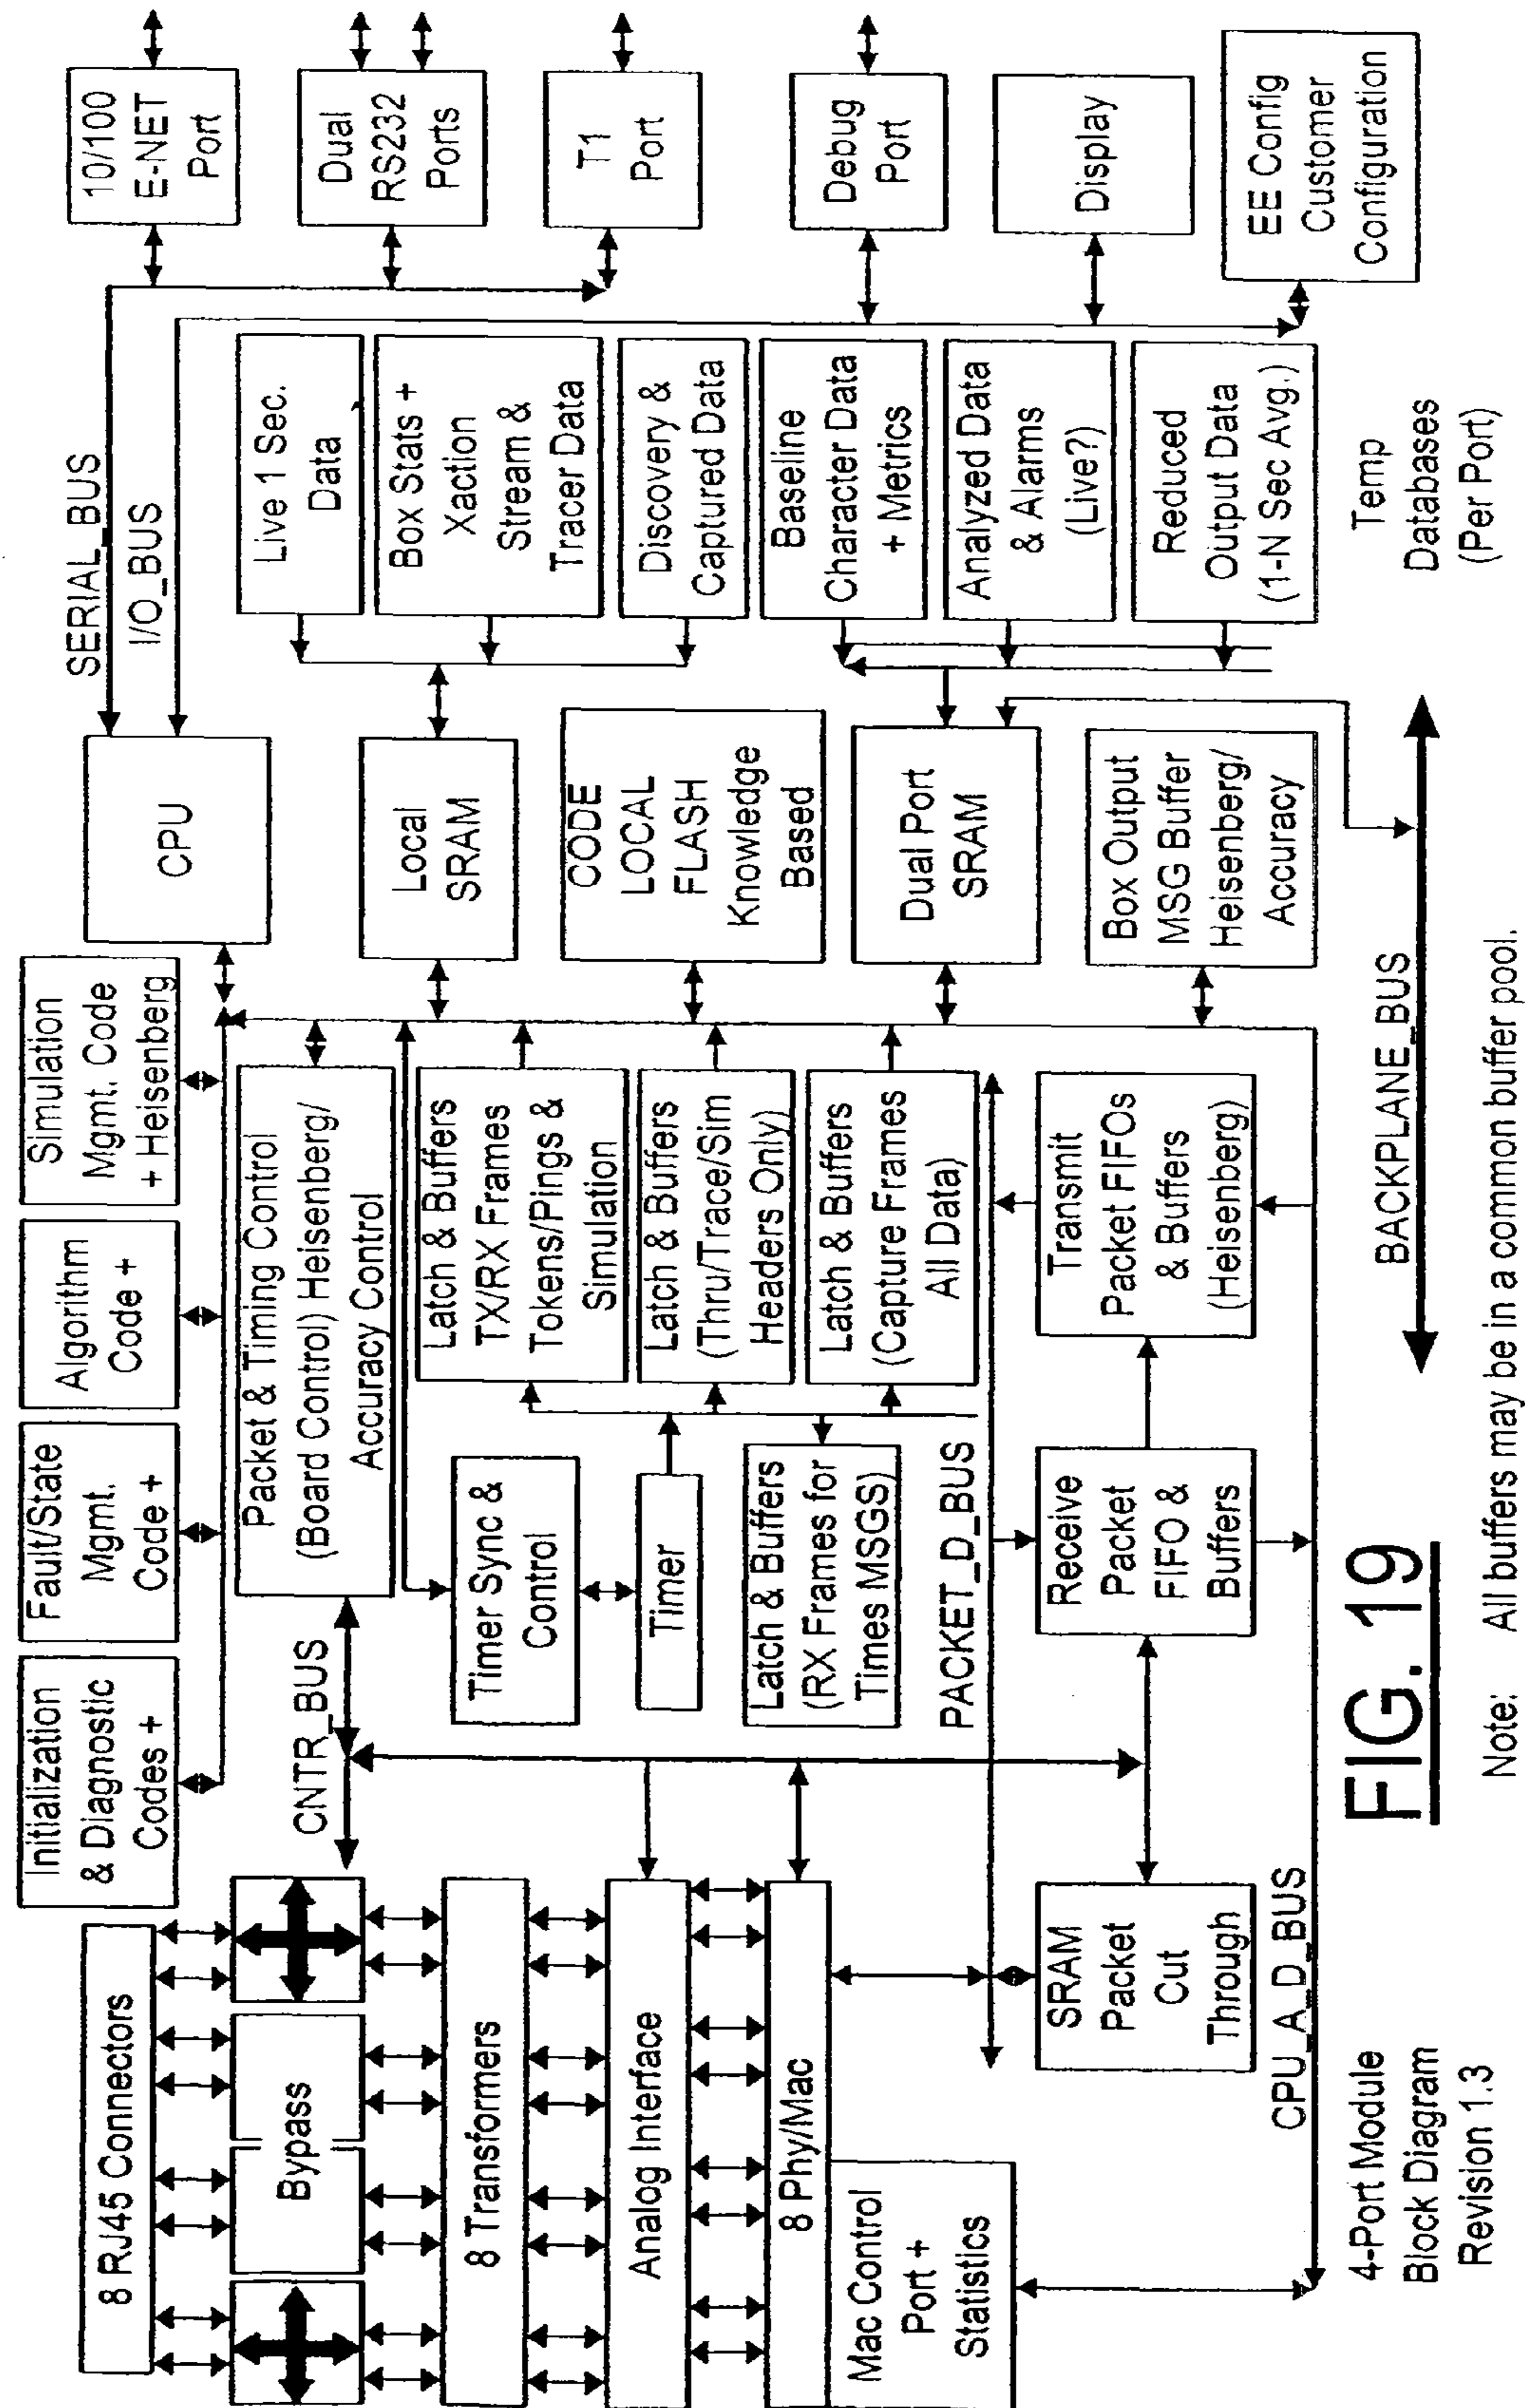 8 RJ45 Connectors
Bypass
8 Transformers
Analog Interface
8 Phy/Mac
Mac Control
Port +
Statistics
Initialization
& Diagnostic
Codes +
Fault/State
Mgmt.
Code +
Algorithm
Code +
Simulation
Mgmt. Code
+ Heisenberg
CNTR_BUS
Packet & Timing Control
(Board Control) Heisenberg/
Accuracy Control
Timer Sync &
Control
Timer
Latch & Buffers
(RX Frames for
Times MSGS)
Latch & Buffers
TX/RX Frames
Tokens/Pings &
Simulation
Latch & Buffers
(Thru/Trace/Sim
Headers Only)
Latch & Buffers
(Capture Frames
All Data)
PACKET_D_BUS
SRAM
Packet
Cut
Through
Receive
Packet
FIFO &
Buffers
Transmit
Packet FIFOs
& Buffers
(Heisenberg)
CPU_A_D_BUS
CPU
Local
SRAM
CODE
LOCAL
FLASH
Knowledge
Based
Dual Port
SRAM
Box Output
MSG Buffer
Heisenberg/
Accuracy
BACKPLANE_BUS
SERIAL_BUS
I/O_BUS
Live 1 Sec.
Data
Box Stats +
Xaction
Stream &
Tracer Data
Discovery &
Captured Data
Baseline
Character Data
+ Metrics
Analyzed Data
& Alarms
(Live?)
Reduced
Output Data
(1-N Sec Avg.)
Temp
Databases
(Per Port)
10/100
E-NET
Port
Dual
RS232
Ports
T1
Port
Debug
Port
Display
EE Config
Customer
Configuration
4-Port Module
Block Diagram
Revision 1.3
FIG. 19
Note: All buffers may be in a common buffer pool.